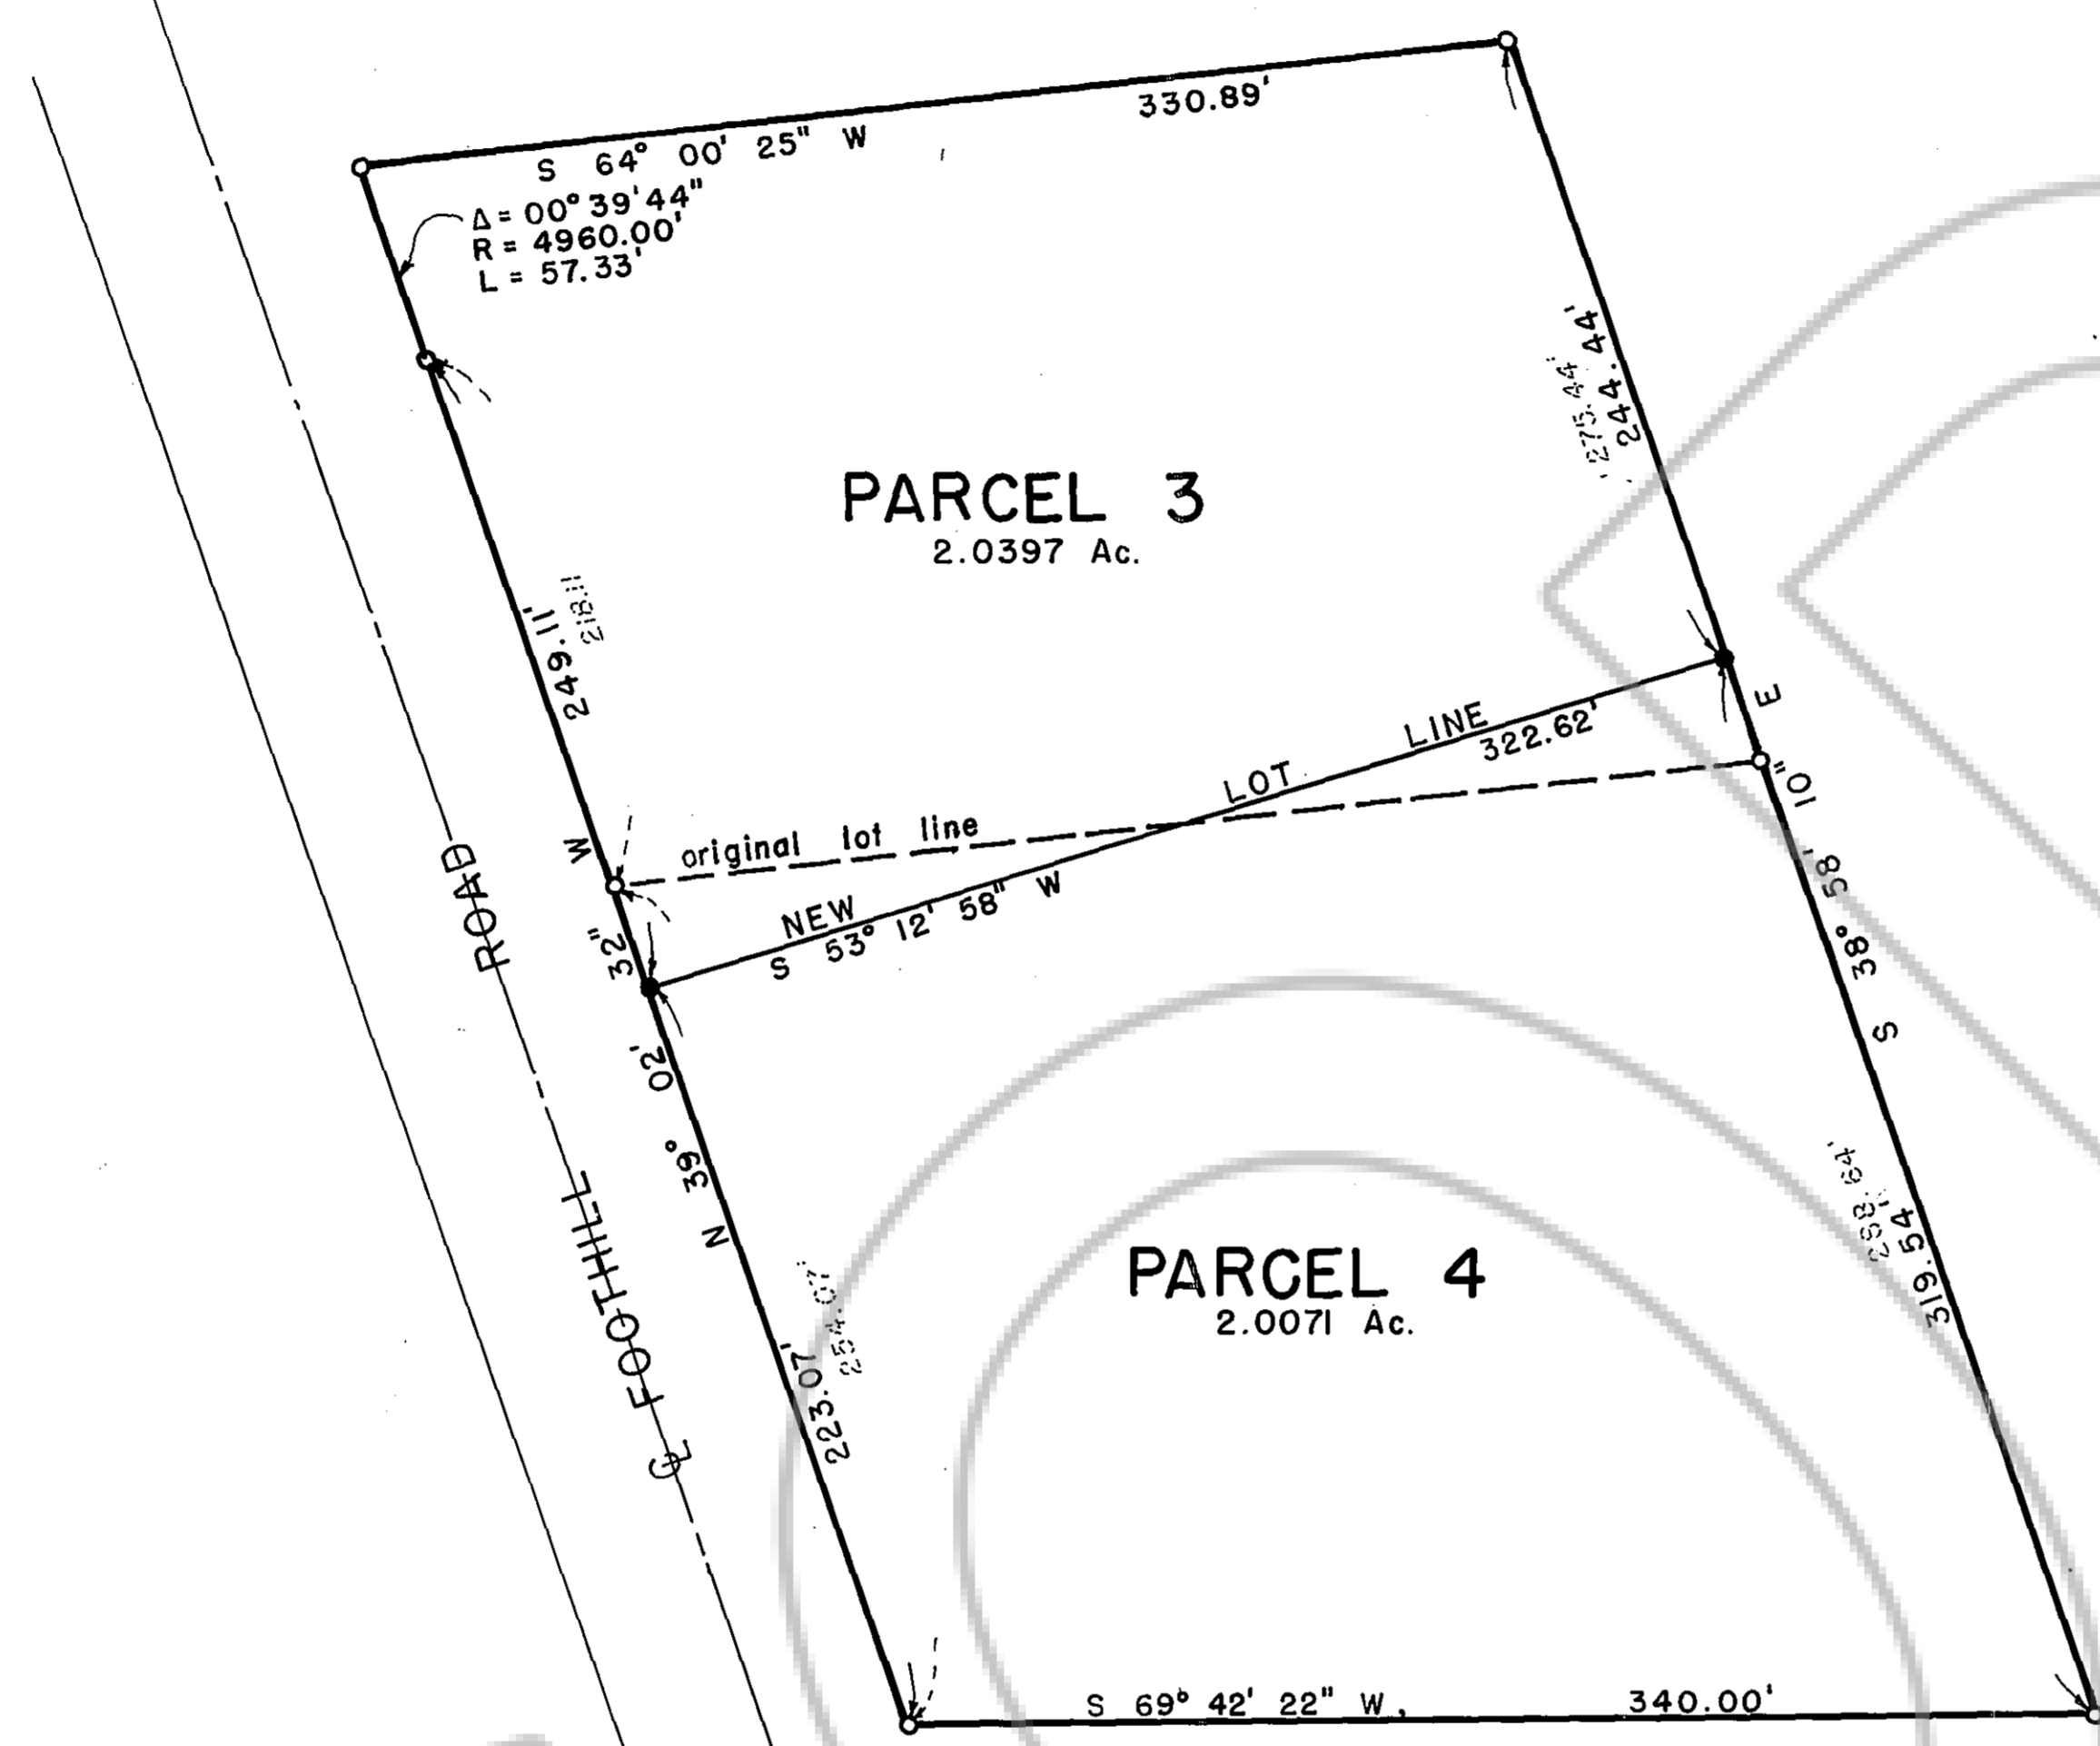 330.89'
S 64° 00' 25" W
Δ = 00° 39' 44"
R = 4960.00'
L = 57.33'
244.44'
275.44'
PARCEL 3
2.0397 Ac.
249.11'
218.11
NEW LOT LINE
322.62'
original lot line
S 53° 12' 58" W
N 39° 02' 32" W
S 38° 58' 10" E
CL FOOTHILL ROAD
PARCEL 4
2.0071 Ac.
319.54'
223.07'
254.07'
S 69° 42' 22" W,
340.00'